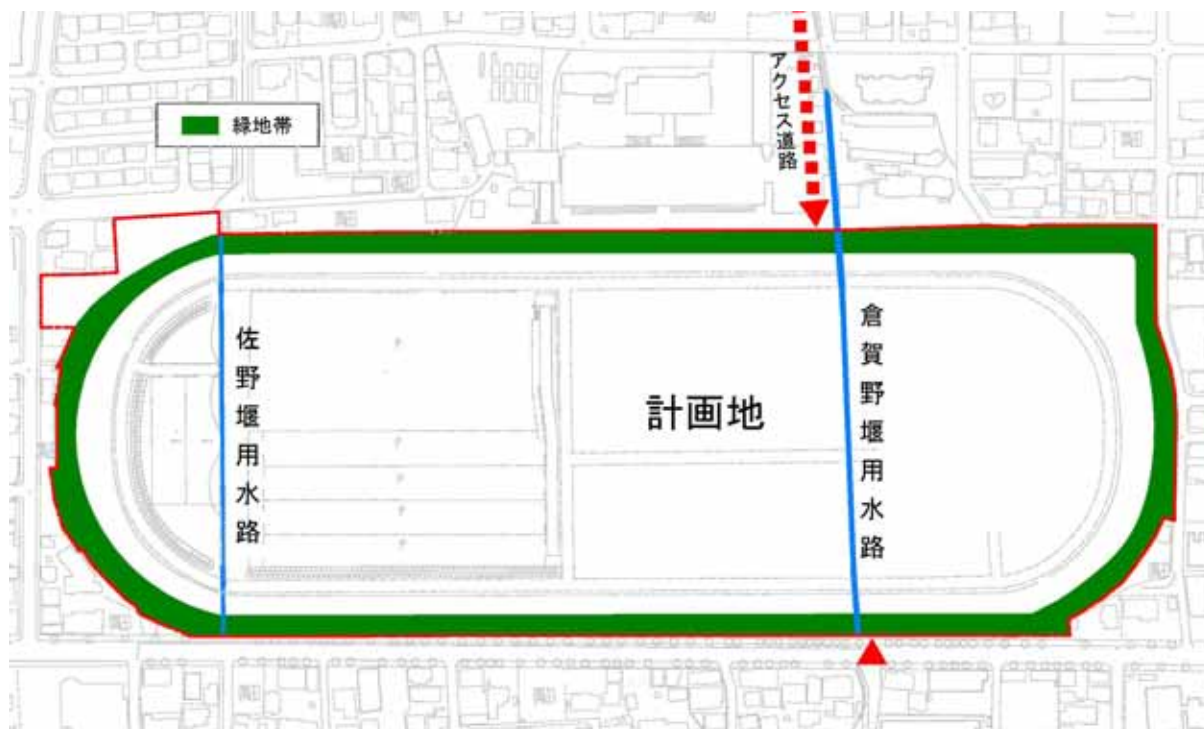 アクセス道路
緑地帯
佐野堰用水路
計画地
倉賀野堰用水路